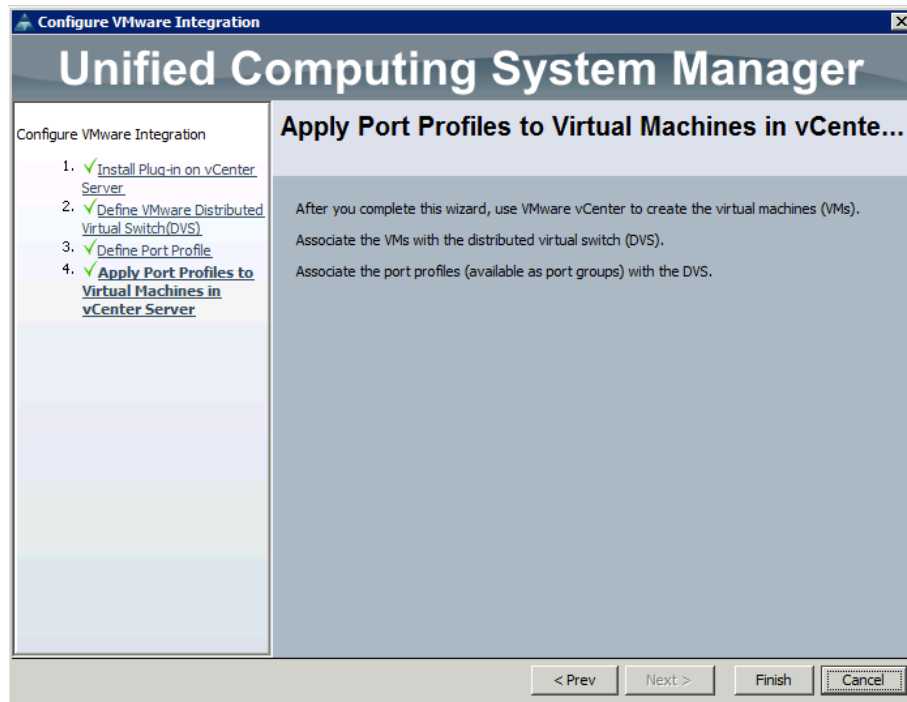 Configure VMware Integration
Unified Computing System Manager
Configure VMware Integration
1. Install Plug-in on vCenter
Server
2. Define VMware Distributed
Virtual Switch(DVS)
3. Define Port Profile
4. Apply Port Profiles to
Virtual Machines in
vCenter Server
Apply Port Profiles to Virtual Machines in vCente...
After you complete this wizard, use VMware vCenter to create the virtual machines (VMs).
Associate the VMs with the distributed virtual switch (DVS).
Associate the port profiles (available as port groups) with the DVS.
< Prev
Next >
Finish
Cancel